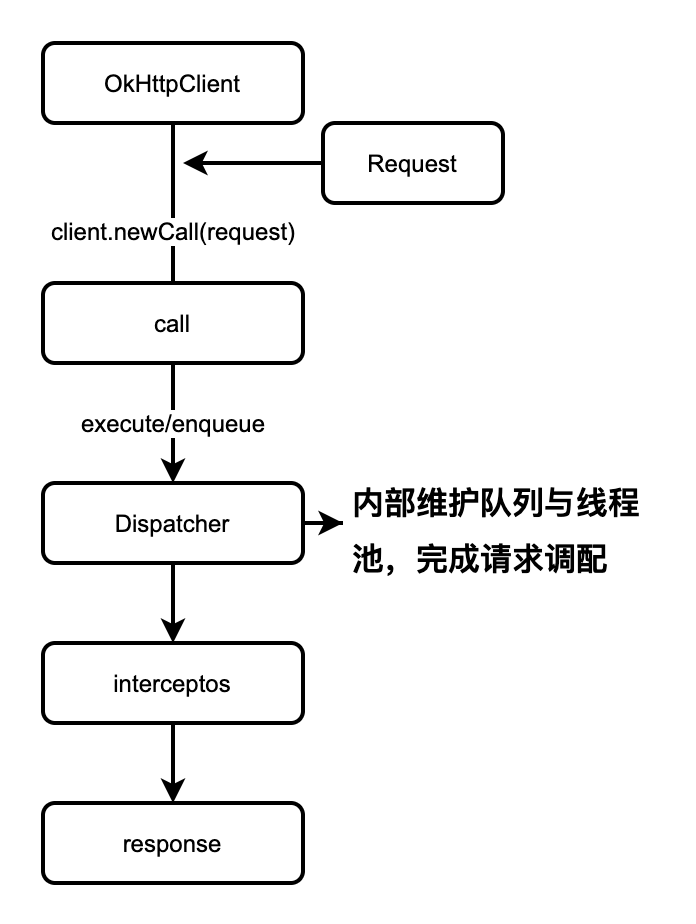 OkHttpClient
Request
client.newCall(request)
call
execute/enqueue
Dispatcher
内部维护队列与线程
池，完成请求调配
interceptos
response